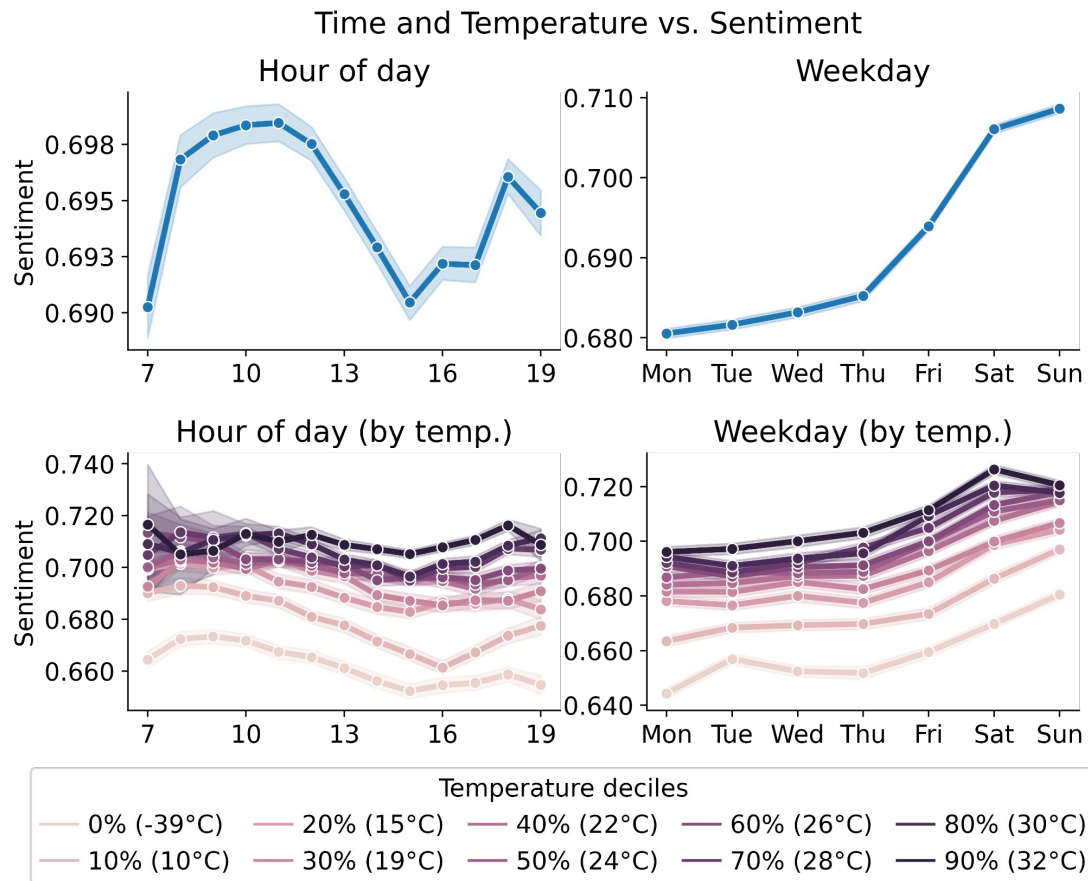 Time and Temperature vs. Sentiment
Hour of day
Sentiment
0.698
0.695
0.693
0.690
7 10 13 16 19
Weekday
0.710
0.700
0.690
0.680
Mon Tue Wed Thu Fri Sat Sun
Hour of day (by temp.)
Sentiment
0.740
0.720
0.700
0.680
0.660
7 10 13 16 19
Weekday (by temp.)
0.720
0.700
0.680
0.660
0.640
Mon Tue Wed Thu Fri Sat Sun
Temperature deciles
0% (-39°C) 20% (15°C) 40% (22°C) 60% (26°C) 80% (30°C)
10% (10°C) 30% (19°C) 50% (24°C) 70% (28°C) 90% (32°C)